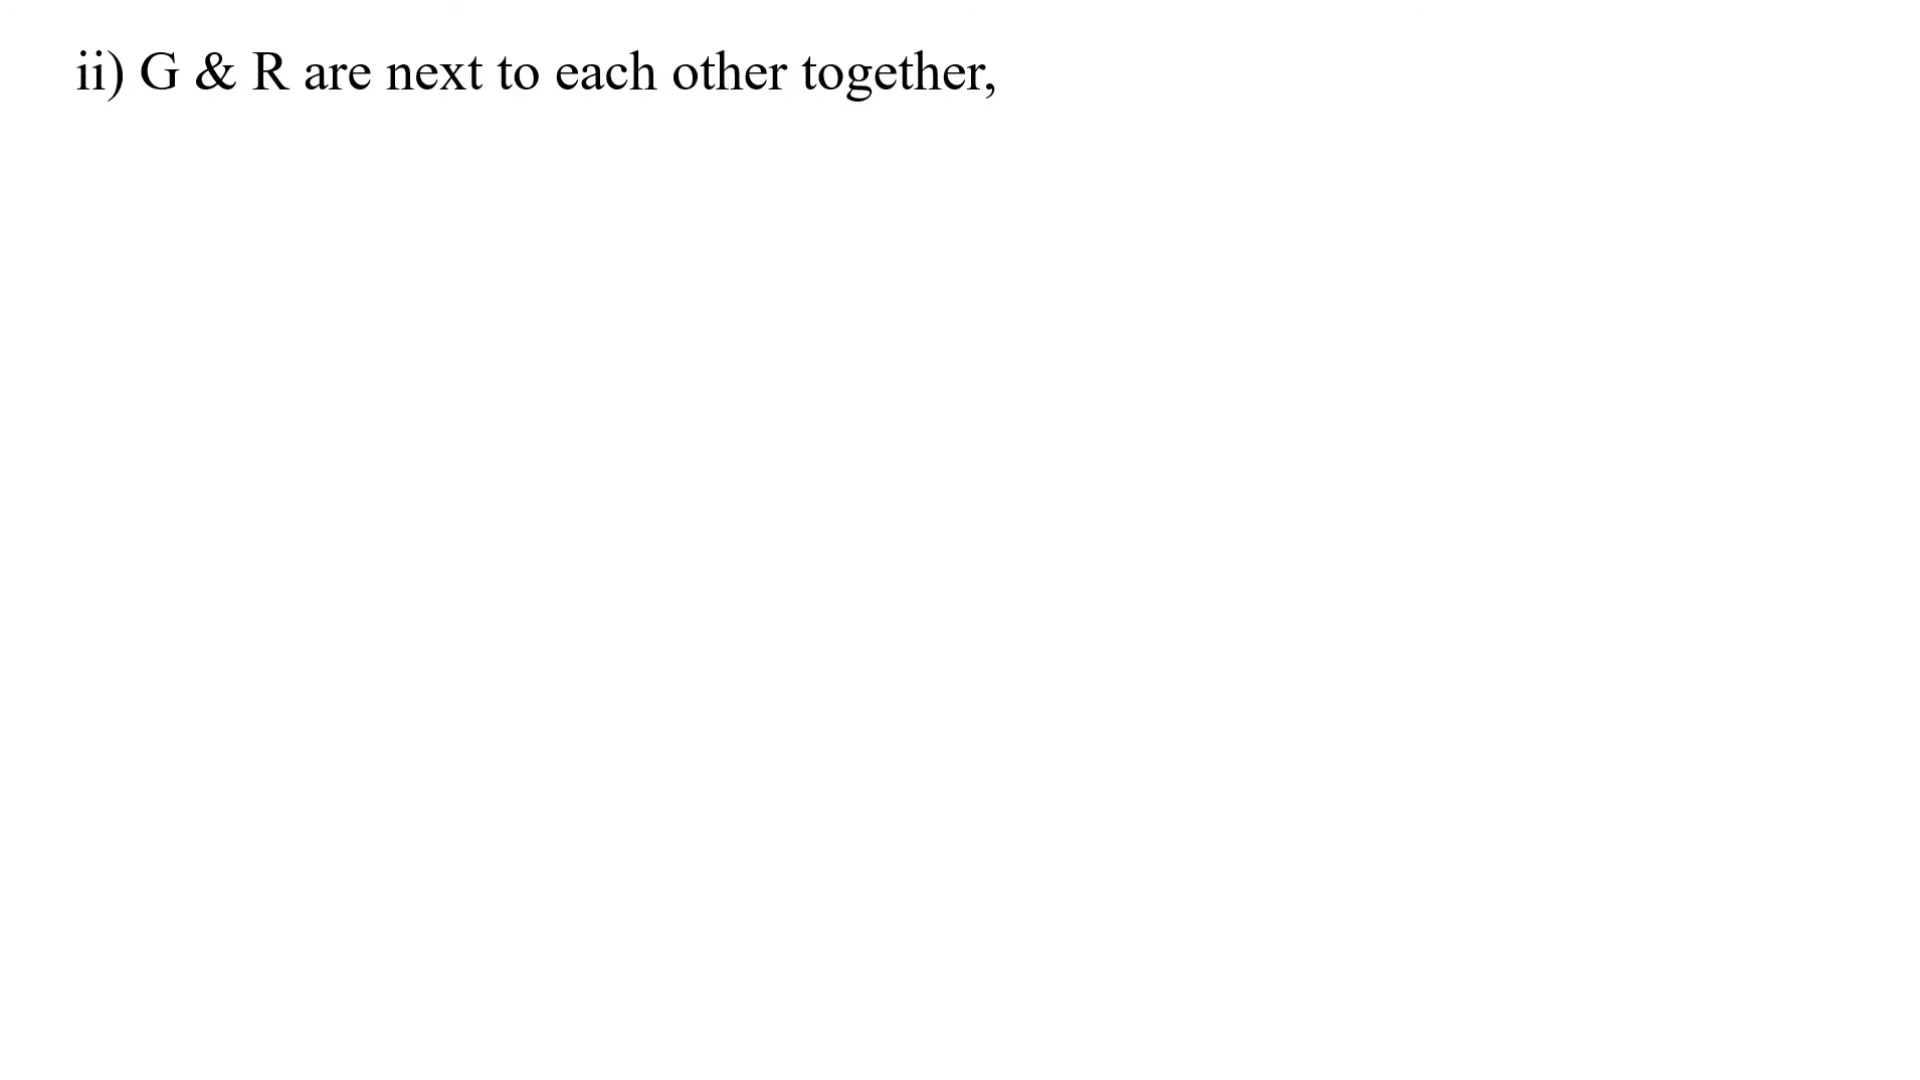 ii) G & R are next to each other together,